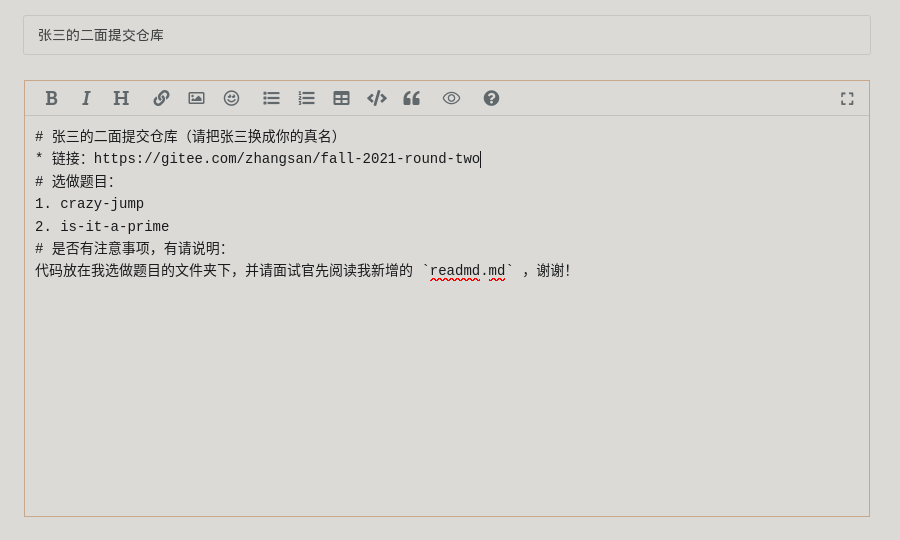 张三的二面提交仓库
# 张三的二面提交仓库（请把张三换成你的真名）
* 链接：https://gitee.com/zhangsan/fall-2021-round-two
# 选做题目：
1. crazy-jump
2. is-it-a-prime
# 是否有注意事项，有请说明：
代码放在我选做题目的文件夹下，并请面试官先阅读我新增的 `readmd.md` ，谢谢！